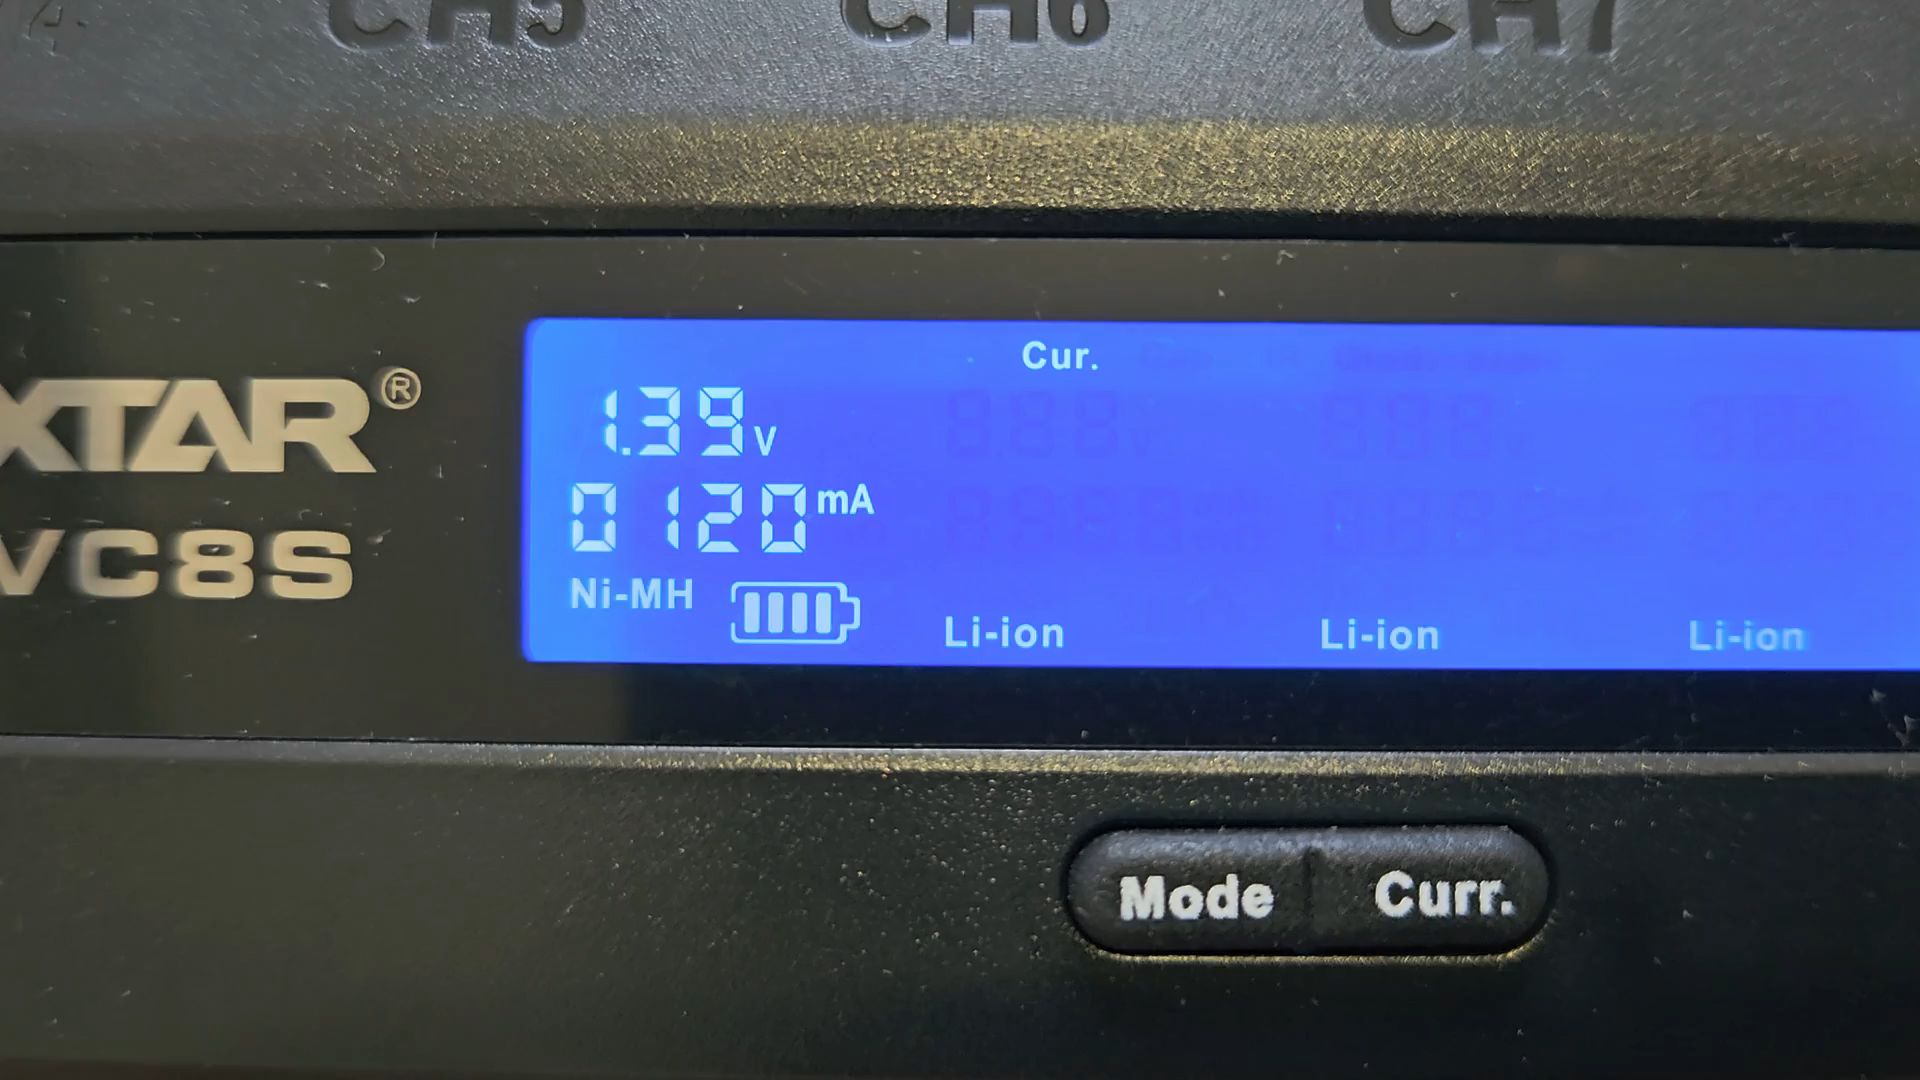 CH5 CH6 CH7
XTAR®
VC8S
Cur.
1.39V
0120mA
Ni-MH
Li-ion Li-ion Li-ion
Mode Curr.